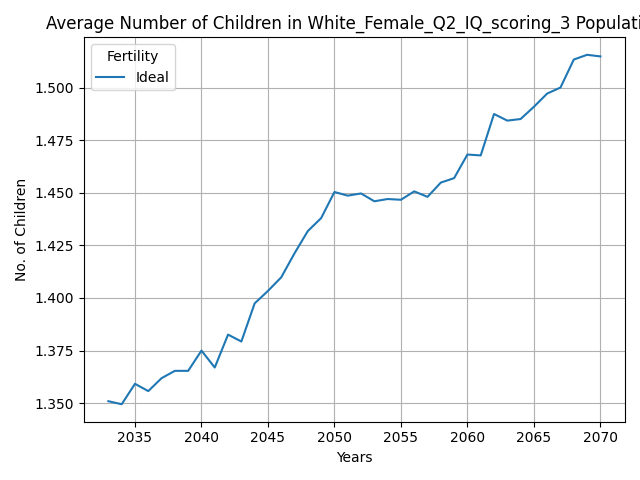 Average Number of Children in White_Female_Q2_IQ_scoring_3 Populati
Fertility
Ideal
No. of Children
1.500
1.475
1.450
1.425
1.400
1.375
1.350
2035 2040 2045 2050 2055 2060 2065 2070
Years